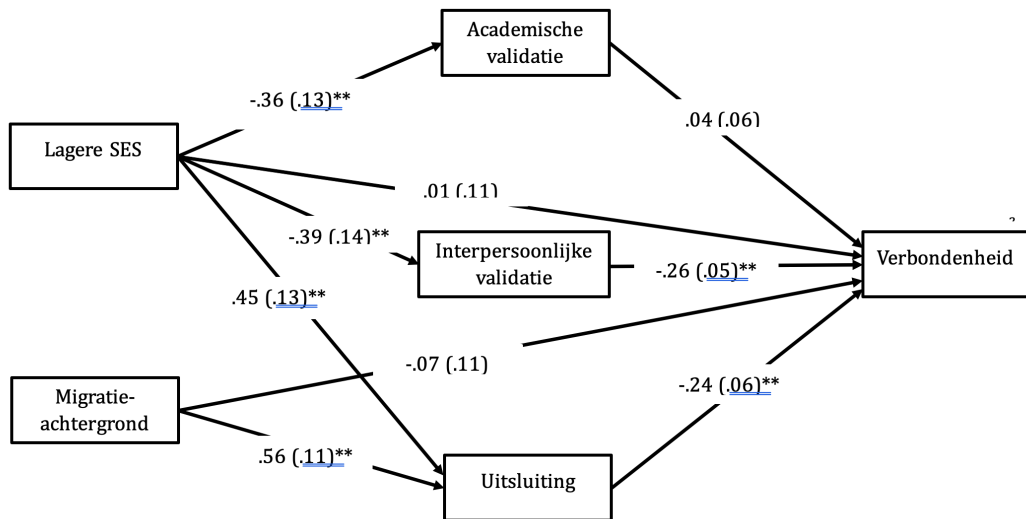 Academische
validatie
-.36 (.13)**
.04 (.06)
Lagere SES
.01 (.11)
-.39 (.14)**
Interpersoonlijke
validatie
-.26 (.05)**
Verbondenheid
.45 (.13)**
-.07 (.11)
Migratie-
achtergrond
-.24 (.06)**
.56 (.11)**
Uitsluiting